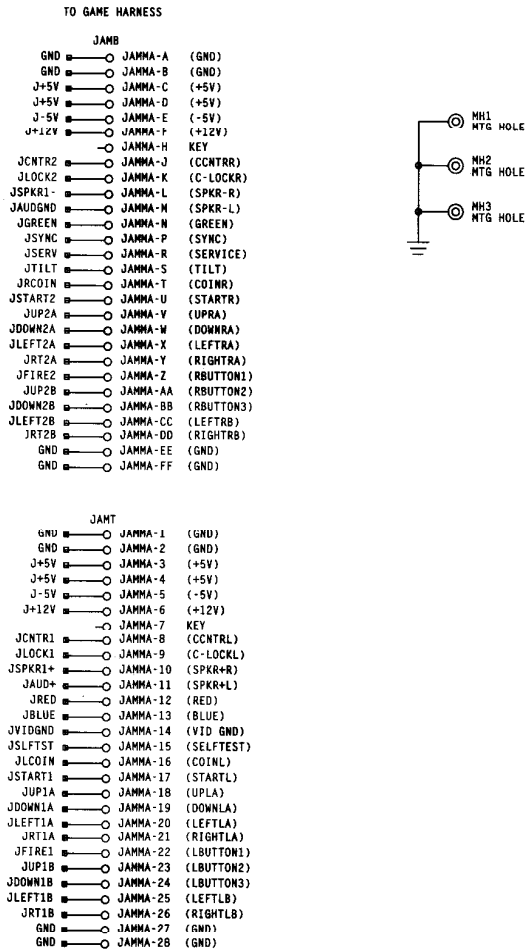 TO GAME HARNESS
JAMB
GND JAMMA-A (GND)
GND JAMMA-B (GND)
J+5V JAMMA-C (+5V)
J+5V JAMMA-D (+5V)
J-5V JAMMA-E (-5V)
J+12V JAMMA-F (+12V)
JAMMA-H KEY
JCNTR2 JAMMA-J (CCNTRR)
JLOCK2 JAMMA-K (C-LOCKR)
JSPKR1- JAMMA-L (SPKR-R)
JAUDGND JAMMA-M (SPKR-L)
JGREEN JAMMA-N (GREEN)
JSYNC JAMMA-P (SYNC)
JSERV JAMMA-R (SERVICE)
JTILT JAMMA-S (TILT)
JRCOIN JAMMA-T (COINR)
JSTART2 JAMMA-U (STARTR)
JUP2A JAMMA-V (UPRA)
JDOWN2A JAMMA-W (DOWNRA)
JLEFT2A JAMMA-X (LEFTRA)
JRT2A JAMMA-Y (RIGHTRA)
JFIRE2 JAMMA-Z (RBUTTON1)
JUP2B JAMMA-AA (RBUTTON2)
JDOWN2B JAMMA-BB (RBUTTON3)
JLEFT2B JAMMA-CC (LEFTRB)
JRT2B JAMMA-DD (RIGHTRB)
GND JAMMA-EE (GND)
GND JAMMA-FF (GND)
MH1
MTG HOLE
MH2
MTG HOLE
MH3
MTG HOLE
JAMT
GND JAMMA-1 (GND)
GND JAMMA-2 (GND)
J+5V JAMMA-3 (+5V)
J+5V JAMMA-4 (+5V)
J-5V JAMMA-5 (-5V)
J+12V JAMMA-6 (+12V)
JAMMA-7 KEY
JCNTR1 JAMMA-8 (CCNTRL)
JLOCK1 JAMMA-9 (C-LOCKL)
JSPKR1+ JAMMA-10 (SPKR+R)
JAUD+ JAMMA-11 (SPKR+L)
JRED JAMMA-12 (RED)
JBLUE JAMMA-13 (BLUE)
JVIDGND JAMMA-14 (VID GND)
JSLFTST JAMMA-15 (SELFTEST)
JLCOIN JAMMA-16 (COINL)
JSTART1 JAMMA-17 (STARTL)
JUP1A JAMMA-18 (UPLA)
JDOWN1A JAMMA-19 (DOWNLA)
JLEFT1A JAMMA-20 (LEFTLA)
JRT1A JAMMA-21 (RIGHTLA)
JFIRE1 JAMMA-22 (LBUTTON1)
JUP1B JAMMA-23 (LBUTTON2)
JDOWN1B JAMMA-24 (LBUTTON3)
JLEFT1B JAMMA-25 (LEFTLB)
JRT1B JAMMA-26 (RIGHTLB)
GND JAMMA-27 (GND)
GND JAMMA-28 (GND)